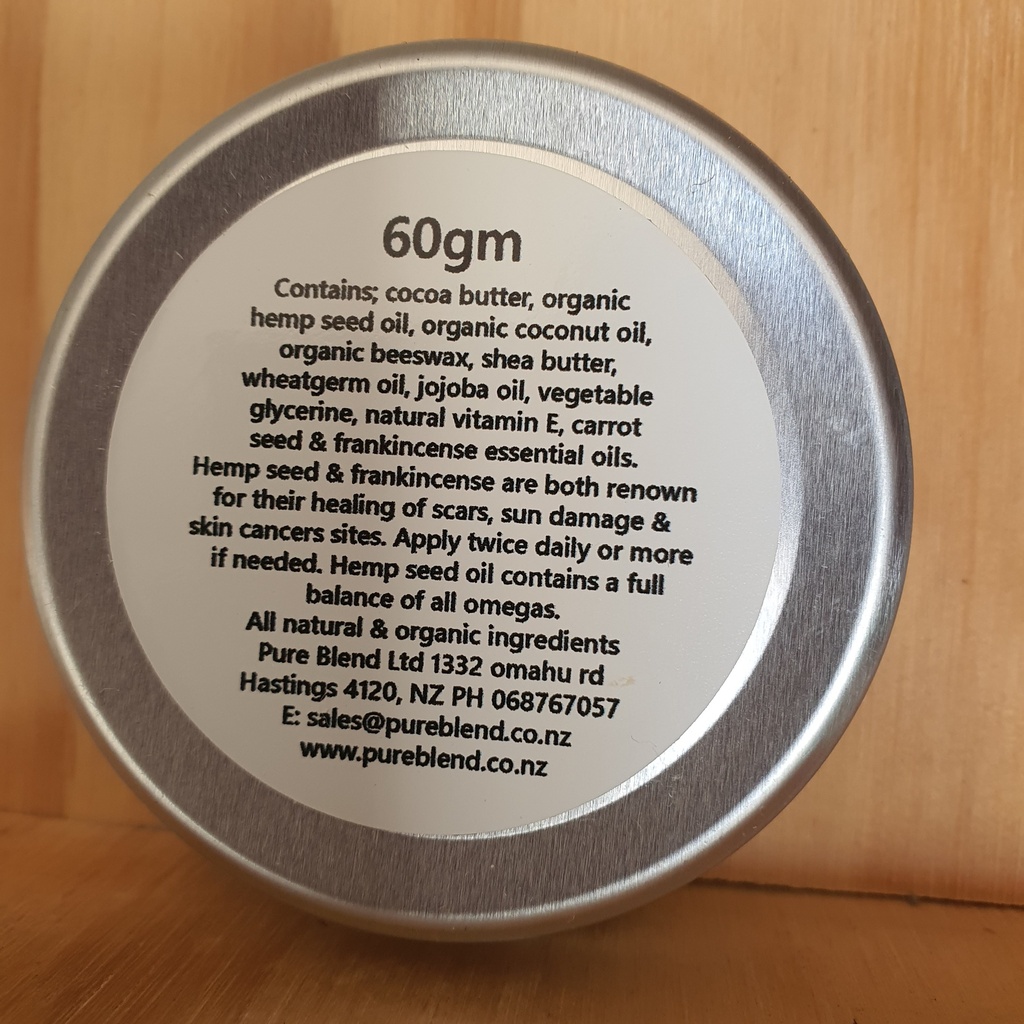 60gm
Contains; cocoa butter, organic
hemp seed oil, organic coconut oil,
organic beeswax, shea butter,
wheatgerm oil, jojoba oil, vegetable
glycerine, natural vitamin E, carrot
seed & frankincense essential oils.
Hemp seed & frankincense are both renown
for their healing of scars, sun damage &
skin cancers sites. Apply twice daily or more
if needed. Hemp seed oil contains a full
balance of all omegas.
All natural & organic ingredients
Pure Blend Ltd 1332 omahu rd
Hastings 4120, NZ PH 068767057
E: sales@pureblend.co.nz
www.pureblend.co.nz